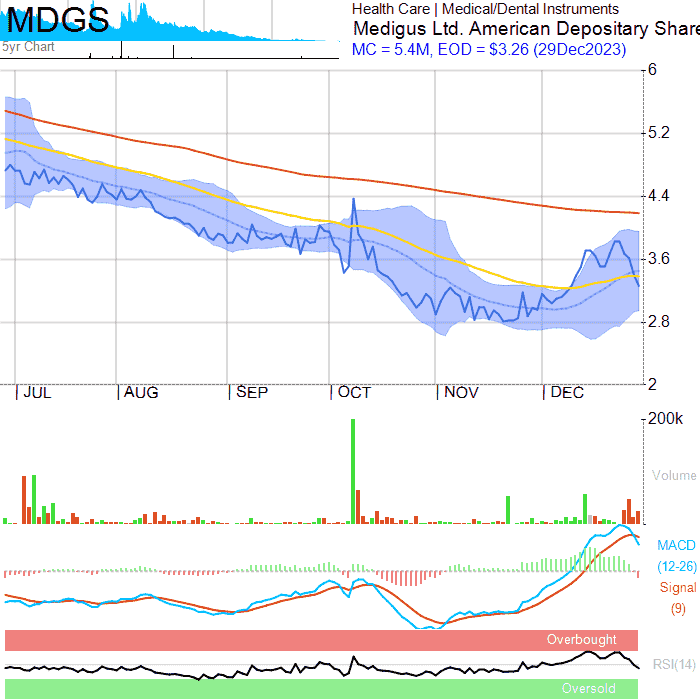 MDGS
5yr Chart
Health Care | Medical/Dental Instruments
Medigus Ltd. American Depositary Share
MC = 5.4M, EOD = $3.26 (29Dec2023)
6
5.2
4.4
3.6
2.8
2
JUL AUG SEP OCT NOV DEC
200k
Volume
MACD
(12-26)
Signal
(9)
Overbought
RSI(14)
Oversold